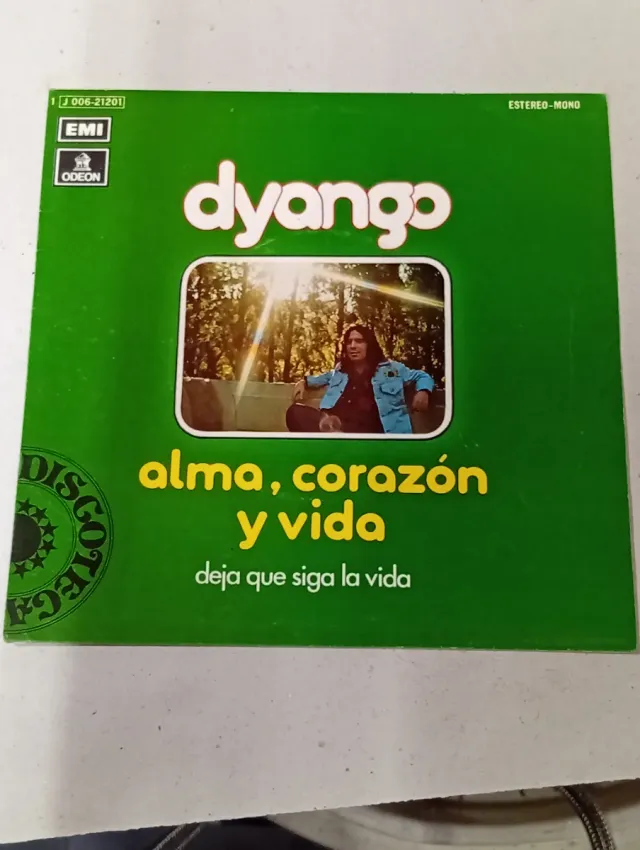 1 J 006-21201
ESTEREO-MONO
EMI
ODEON
dyango
alma, corazón
y vida
deja que siga la vida
DISCOTECA